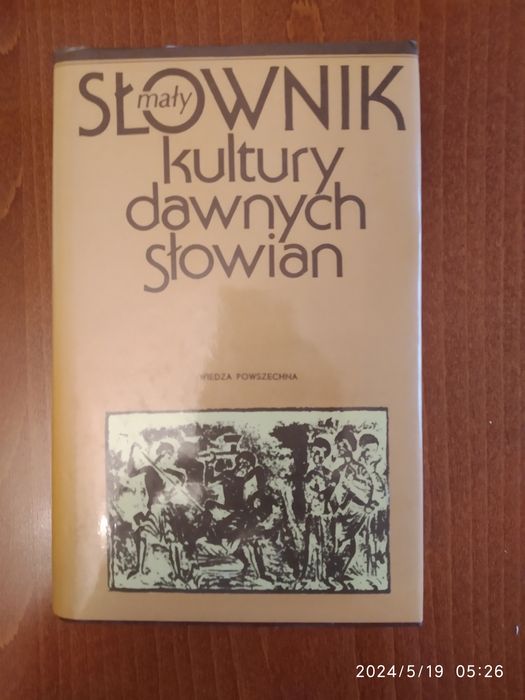 SŁOWNIK
mały
kultury
dawnych
słowian
WIEDZA POWSZECHNA
2024/5/19 05:26